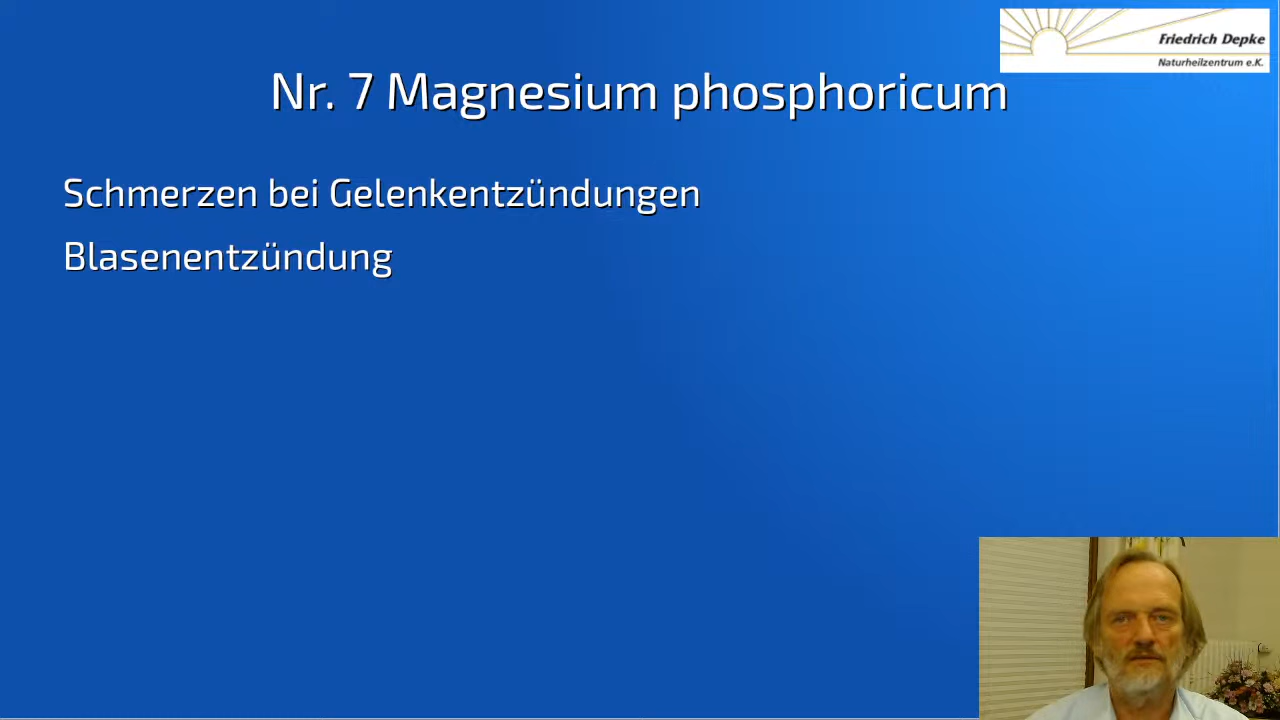 Friedrich Depke
Naturheilzentrum e.K.
Nr. 7 Magnesium phosphoricum
Schmerzen bei Gelenkentzündungen
Blasenentzündung